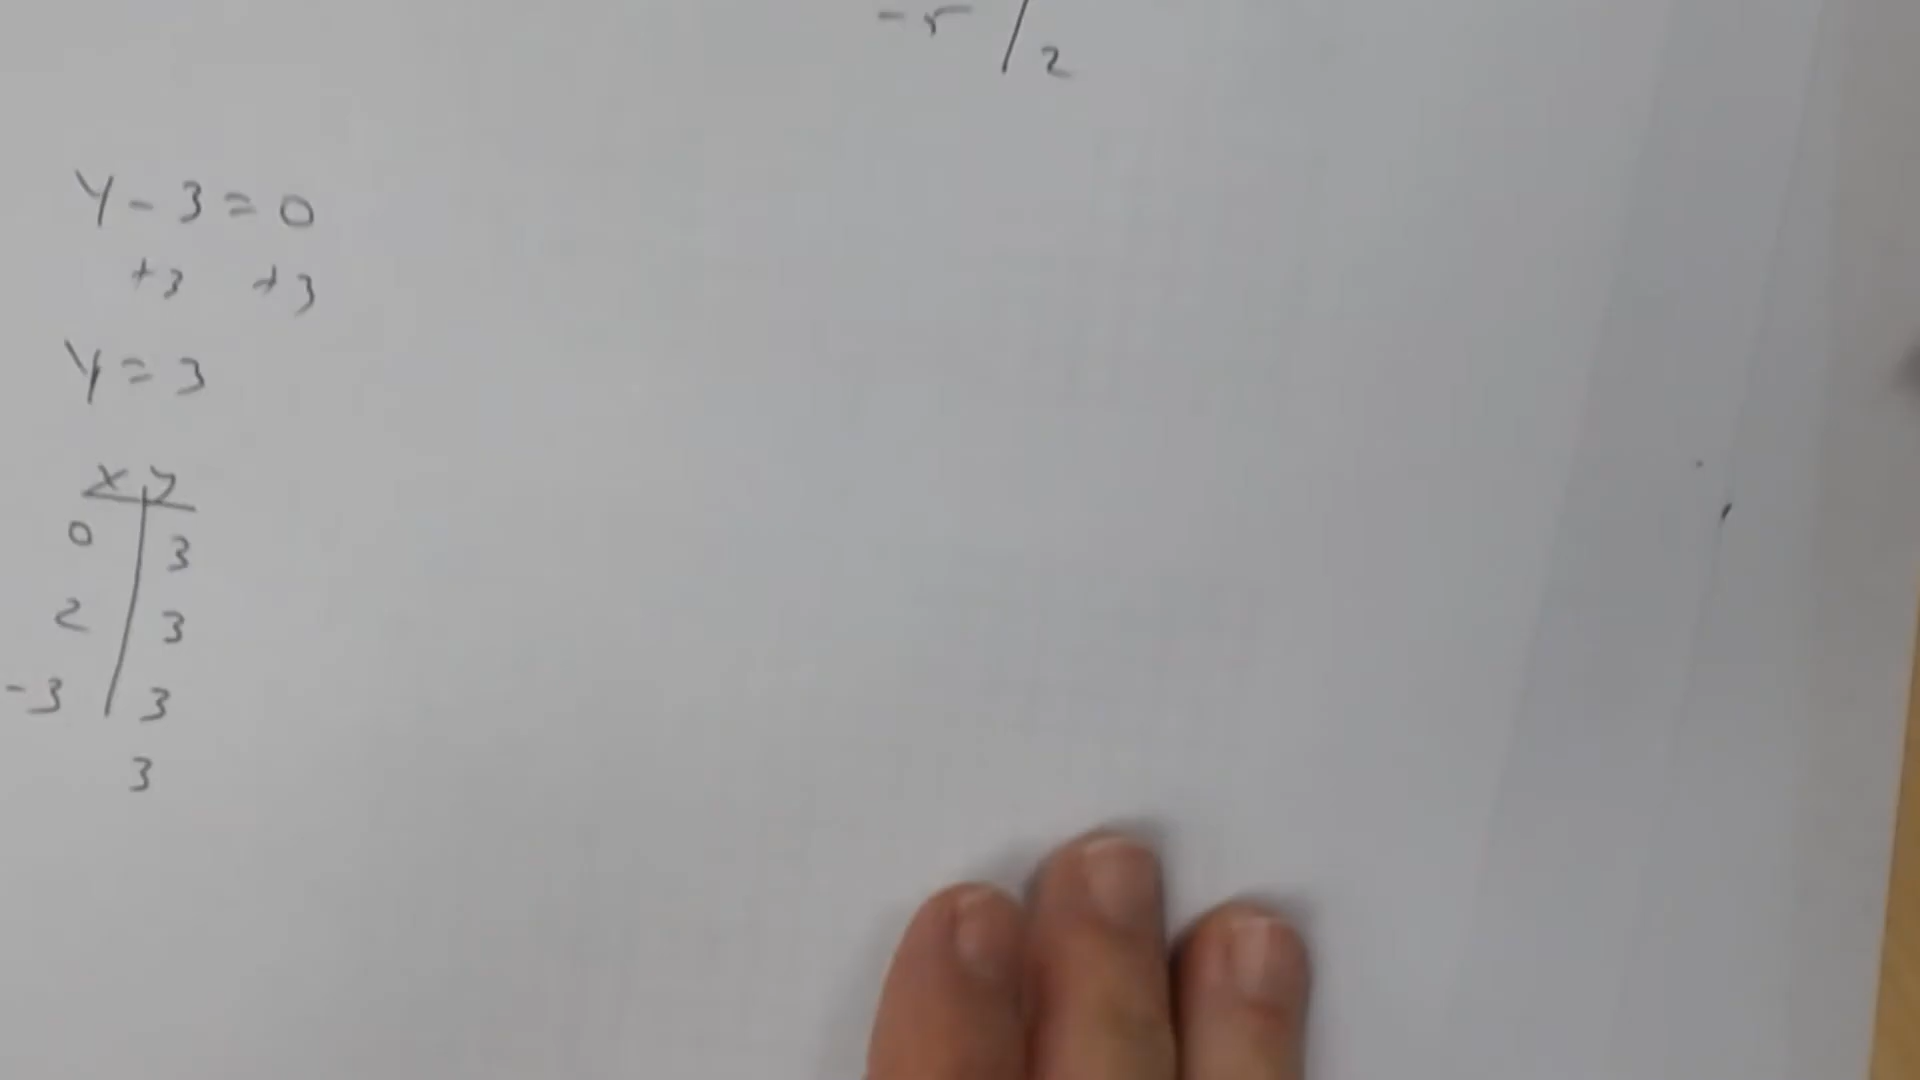 -5 / 2
y - 3 = 0
+3 +3
y = 3
x y
0 3
2 3
-3 3
3